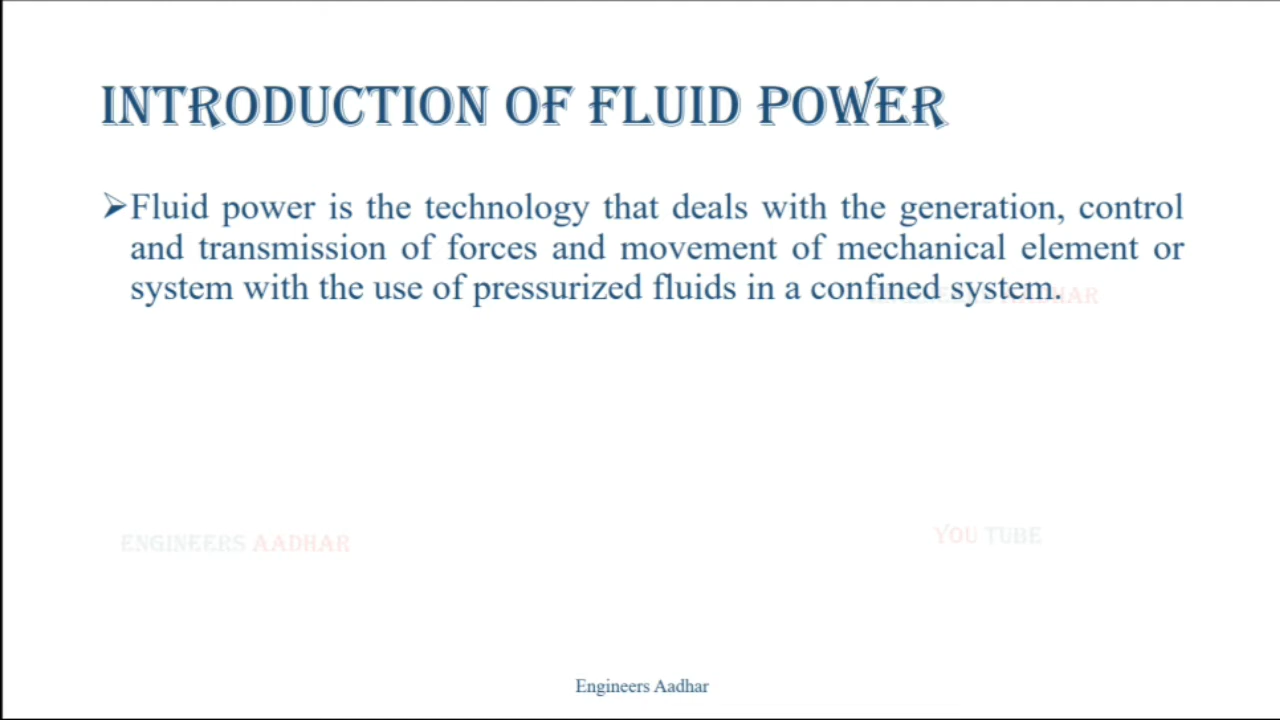 INTRODUCTION OF FLUID POWER
➢Fluid power is the technology that deals with the generation, control
and transmission of forces and movement of mechanical element or
system with the use of pressurized fluids in a confined system.
ENGINEERS AADHAR
YOU TUBE
Engineers Aadhar